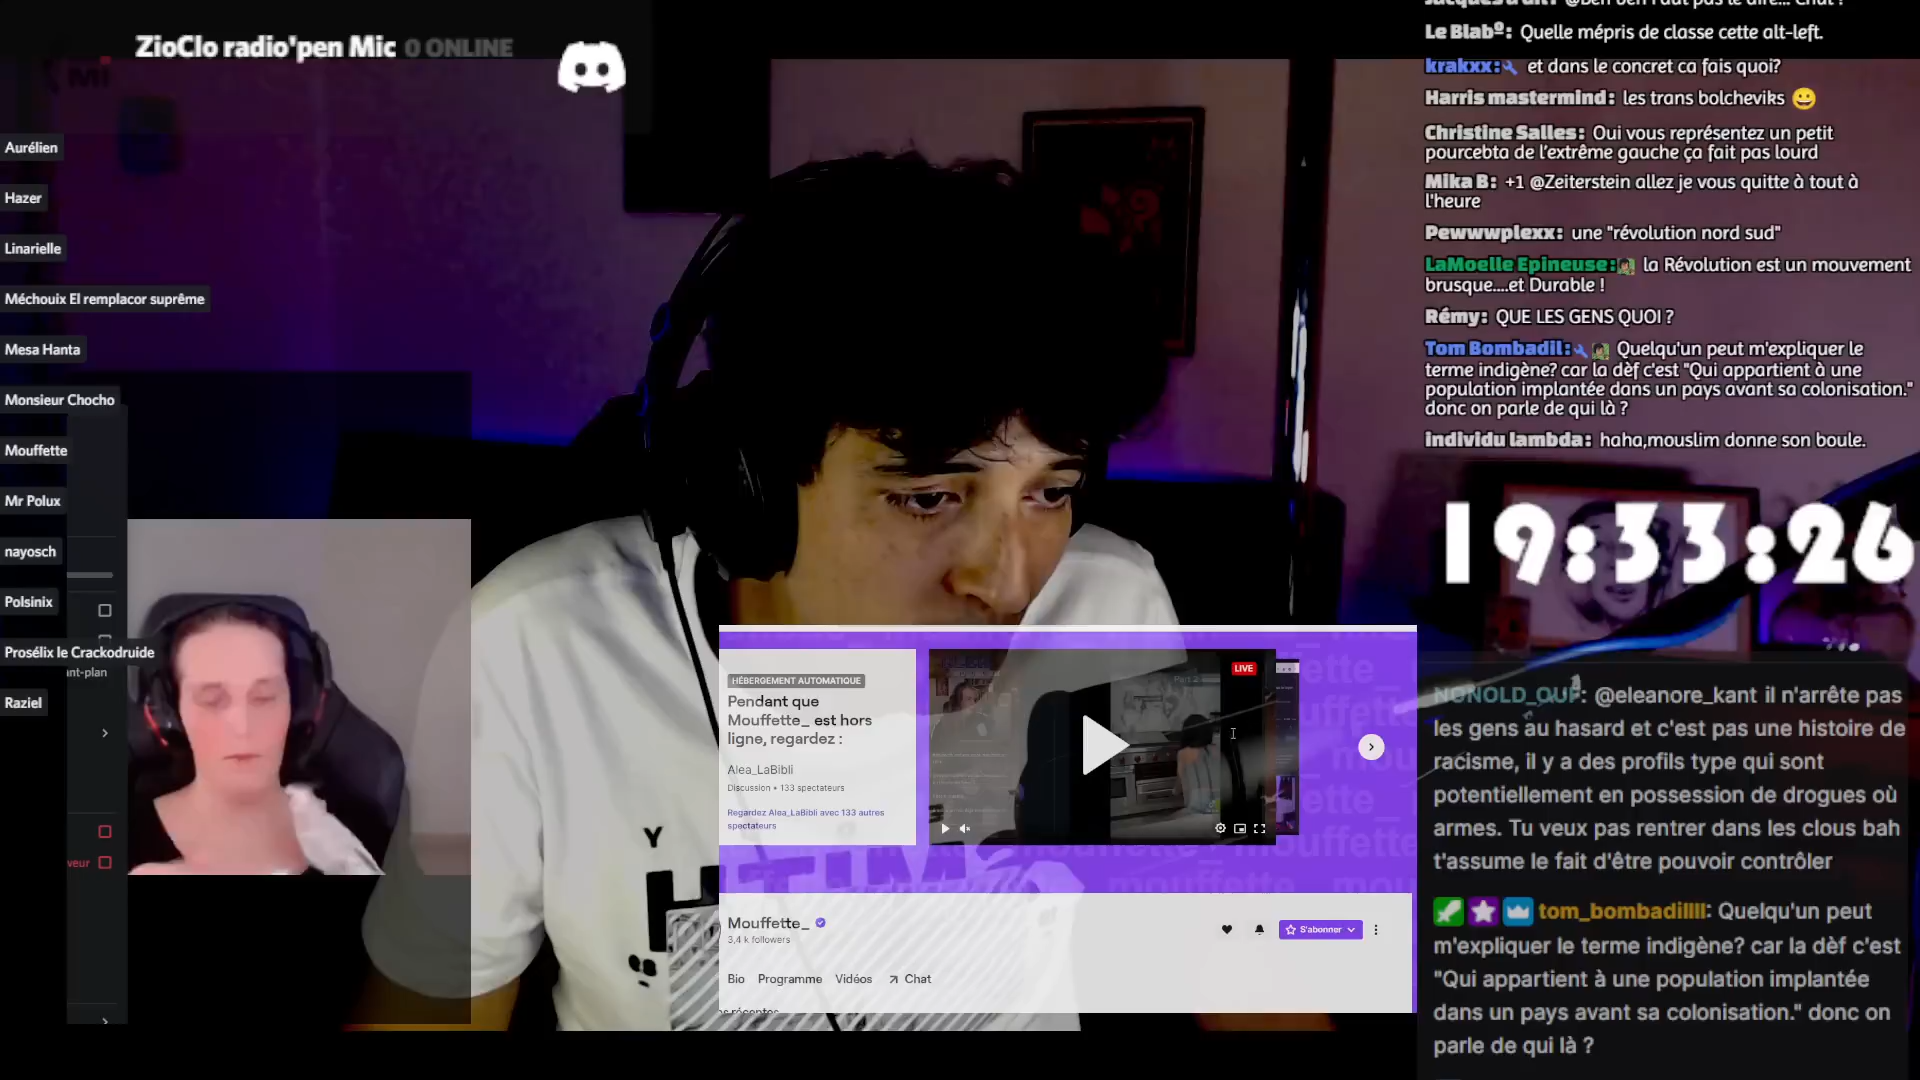 ZioClo radio'pen Mic 0 ONLINE
Aurélien
Hazer
Linarielle
Méchouix El remplacor suprême
Mesa Hanta
Monsieur Chocho
Mouffette
Mr Polux
nayosch
Polsinix
Prosélix le Crackodruide
ant-plan
Raziel
veur
HÉBERGEMENT AUTOMATIQUE
Pendant que
Mouffette_ est hors
ligne, regardez :
Alea_LaBibli
Discussion • 133 spectateurs
Regardez Alea_LaBibli avec 133 autres
spectateurs
Part 2
LIVE
Mouffette_
3,4 k followers
S'abonner
Bio Programme Vidéos Chat
Le Blabº: Quelle mépris de classe cette alt-left.
krakxx: et dans le concret ca fais quoi?
Harris mastermind: les trans bolcheviks 😀
Christine Salles: Oui vous représentez un petit
pourcebta de l'extrême gauche ça fait pas lourd
Mika B: +1 @Zeiterstein allez je vous quitte à tout à
l'heure
Pewwwplexx: une "révolution nord sud"
LaMoelle Epineuse: la Révolution est un mouvement
brusque....et Durable !
Rémy: QUE LES GENS QUOI ?
Tom Bombadil: Quelqu'un peut m'expliquer le
terme indigène? car la dèf c'est "Qui appartient à une
population implantée dans un pays avant sa colonisation."
donc on parle de qui là ?
individu lambda: haha,mouslim donne son boule.
19:33:26
NONOLD_OUF: @eleanore_kant il n'arrête pas
les gens au hasard et c'est pas une histoire de
racisme, il y a des profils type qui sont
potentiellement en possession de drogues où
armes. Tu veux pas rentrer dans les clous bah
t'assume le fait d'être pouvoir contrôler
tom_bombadillll: Quelqu'un peut
m'expliquer le terme indigène? car la dèf c'est
"Qui appartient à une population implantée
dans un pays avant sa colonisation." donc on
parle de qui là ?